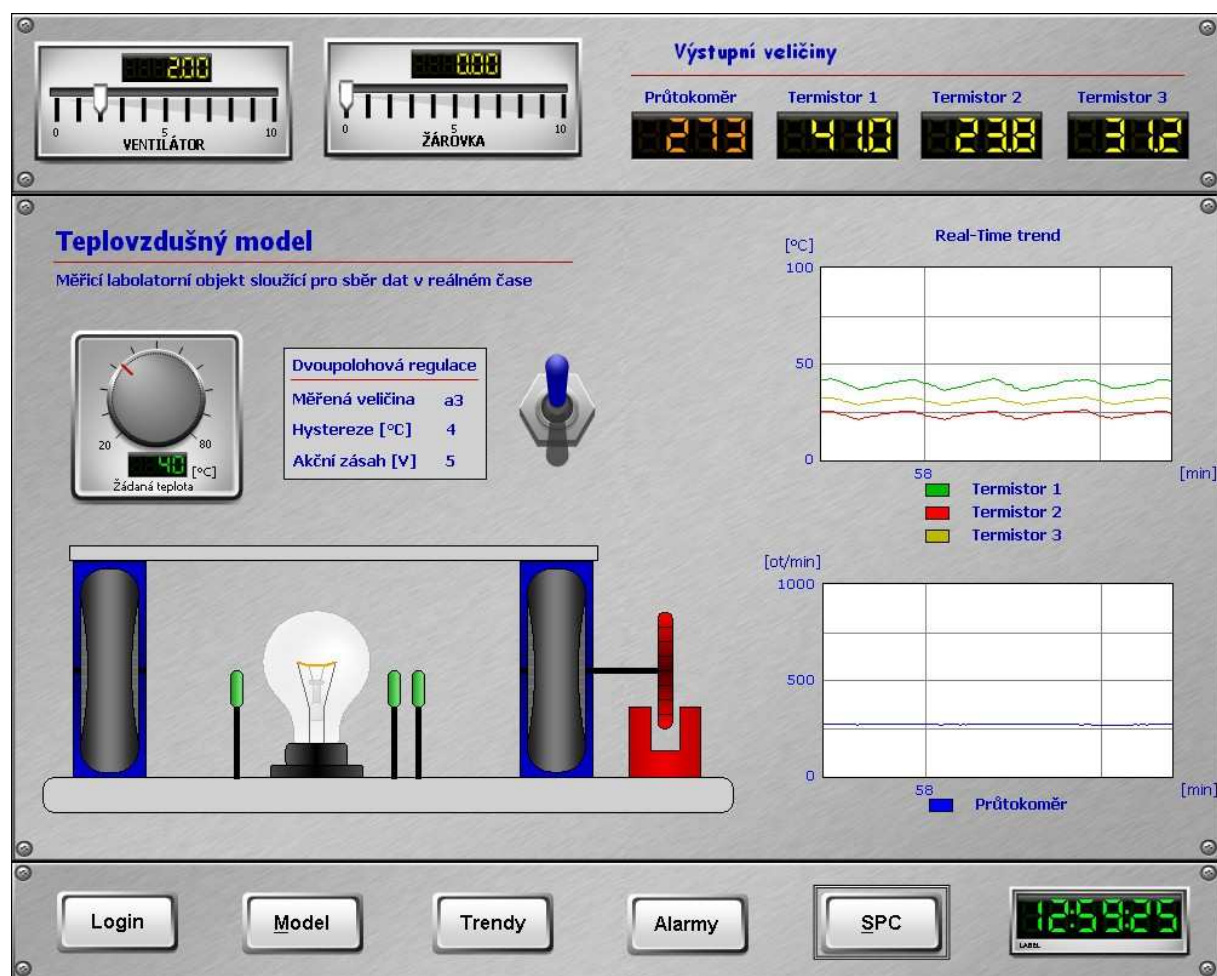 2.00
0 5 10
VENTILÁTOR
0.00
0 5 10
ŽÁROVKA
Výstupní veličiny
Průtokoměr Termistor 1 Termistor 2 Termistor 3
273 41.0 23.8 31.2
Teplovzdušný model
Měřicí labolatorní objekt sloužící pro sběr dat v reálném čase
20 80
40 [°C]
Žádaná teplota
Dvoupolohová regulace
Měřená veličina a3
Hystereze [°C] 4
Akční zásah [V] 5
Real-Time trend
[°C]
100
50
0
58 [min]
Termistor 1
Termistor 2
Termistor 3
[ot/min]
1000
500
0
58 [min]
Průtokoměr
Login Model Trendy Alarmy SPC
12:59:25
LABEL